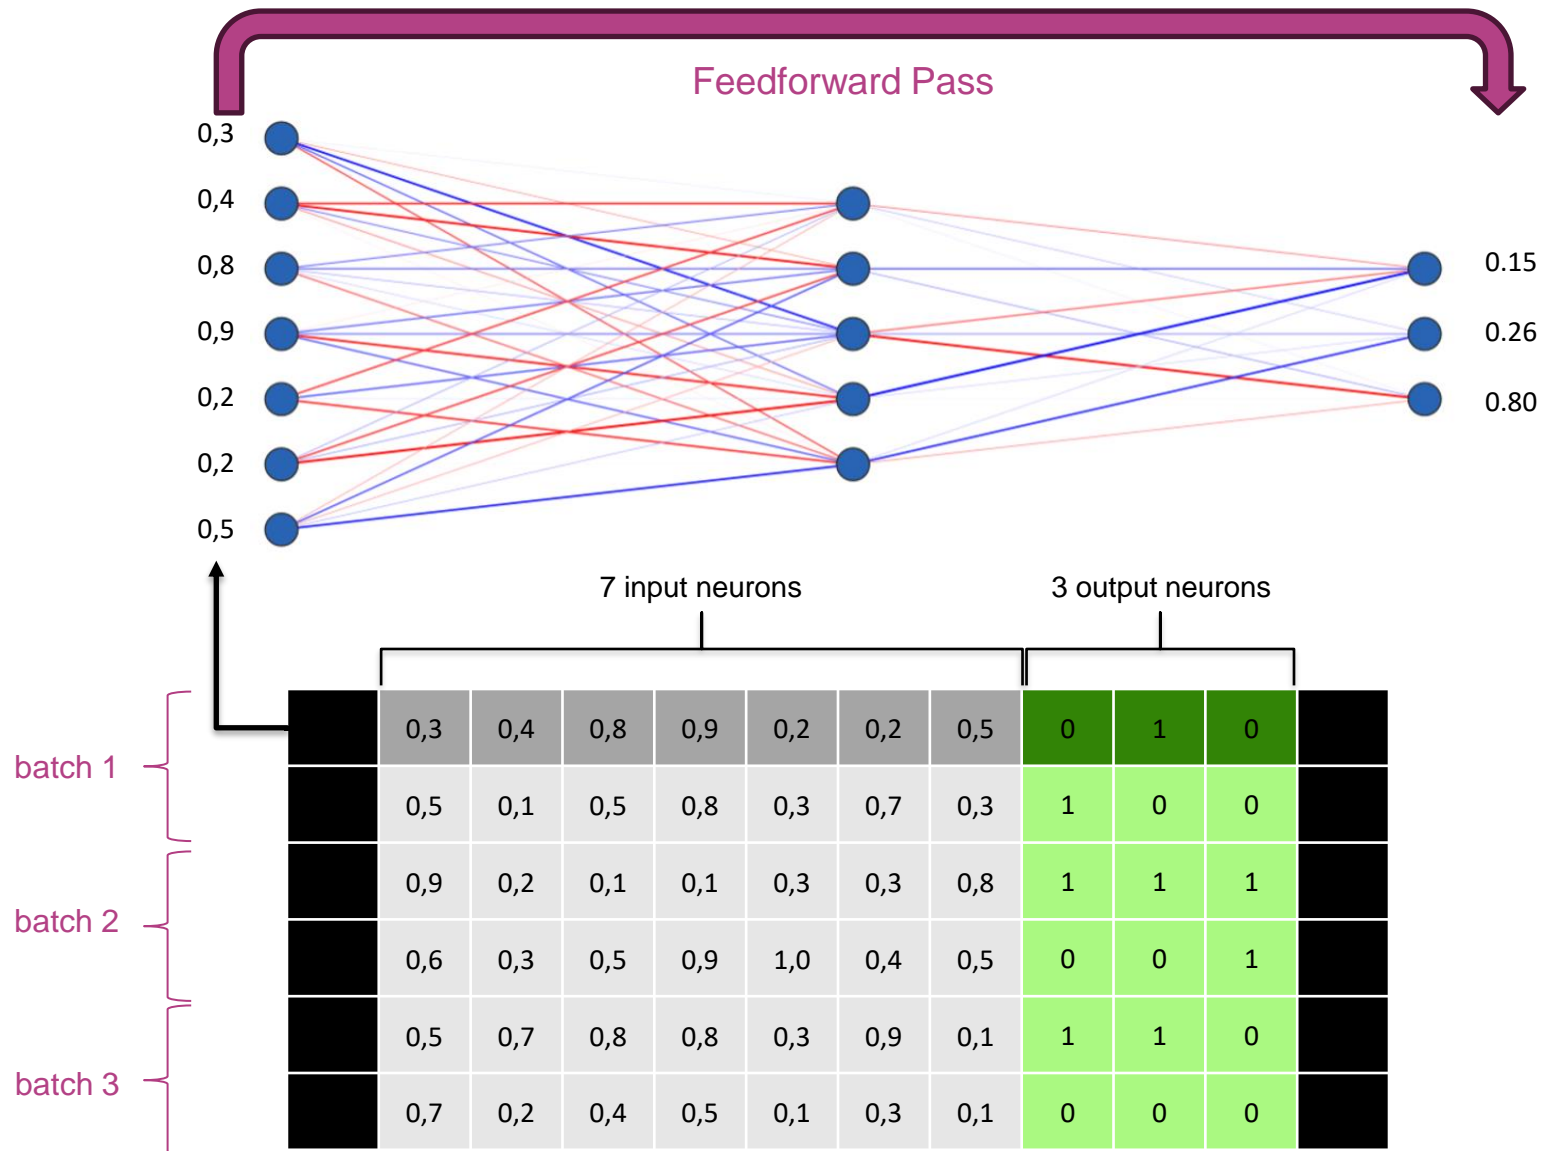 Feedforward Pass
0,3
0,4
0,8
0,9
0,2
0,2
0,5
0.15
0.26
0.80
7 input neurons
3 output neurons
batch 1
batch 2
batch 3
0,3 0,4 0,8 0,9 0,2 0,2 0,5 0 1 0
0,5 0,1 0,5 0,8 0,3 0,7 0,3 1 0 0
0,9 0,2 0,1 0,1 0,3 0,3 0,8 1 1 1
0,6 0,3 0,5 0,9 1,0 0,4 0,5 0 0 1
0,5 0,7 0,8 0,8 0,3 0,9 0,1 1 1 0
0,7 0,2 0,4 0,5 0,1 0,3 0,1 0 0 0